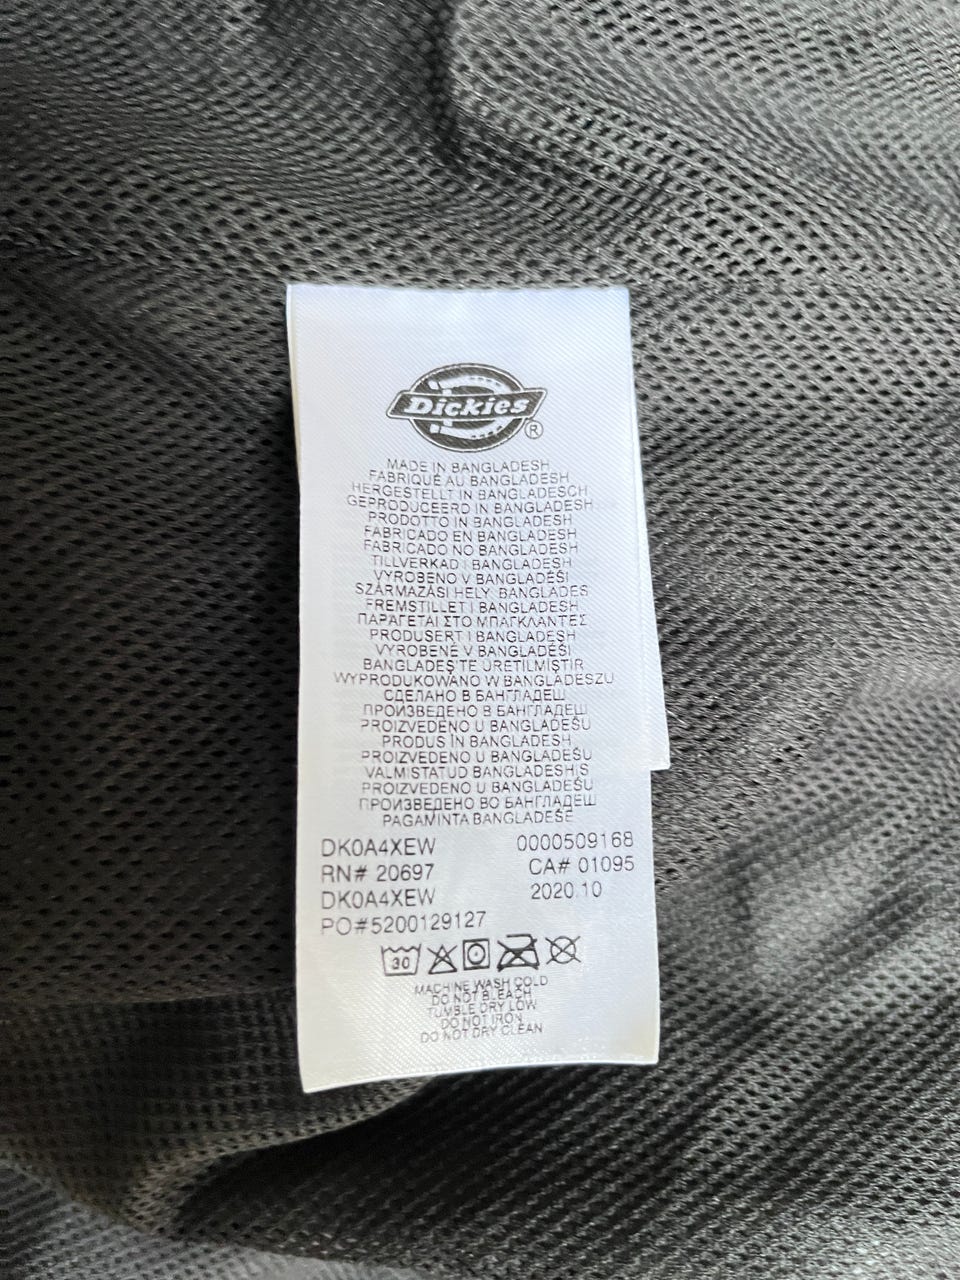 Dickies®
MADE IN BANGLADESH
FABRIQUÉ AU BANGLADESH
HERGESTELLT IN BANGLADESCH
GEPRODUCEERD IN BANGLADESH
PRODOTTO IN BANGLADESH
FABRICADO EN BANGLADESH
FABRICADO NO BANGLADESH
TILLVERKAD I BANGLADESH
VYROBENO V BANGLADÉŠI
SZÁRMAZÁSI HELY: BANGLADES
FREMSTILLET I BANGLADESH
ΠΑΡΑΓΕΤΑΙ ΣΤΟ ΜΠΑΓΚΛΑΝΤΕΣ
PRODUSERT I BANGLADESH
VYROBENÉ V BANGLADÉŠI
BANGLADEŞ'TE ÜRETİLMİŞTİR
WYPRODUKOWANO W BANGLADESZU
СДЕЛАНО В БАНГЛАДЕШ
ПРОИЗВЕДЕНО В БАНГЛАДЕШ
PROIZVEDENO U BANGLADEŠU
PRODUS ÎN BANGLADESH
PROIZVEDENO U BANGLADEŠU
VALMISTATUD BANGLADESHIS
PROIZVEDENO U BANGLADEŠU
ПРОИЗВЕДЕНО ВО БАНГЛАДЕШ
PAGAMINTA BANGLADEŠE
DK0A4XEW 0000509168
RN# 20697 CA# 01095
DK0A4XEW 2020.10
PO#5200129127
30
MACHINE WASH COLD
DO NOT BLEACH
TUMBLE DRY LOW
DO NOT IRON
DO NOT DRY CLEAN